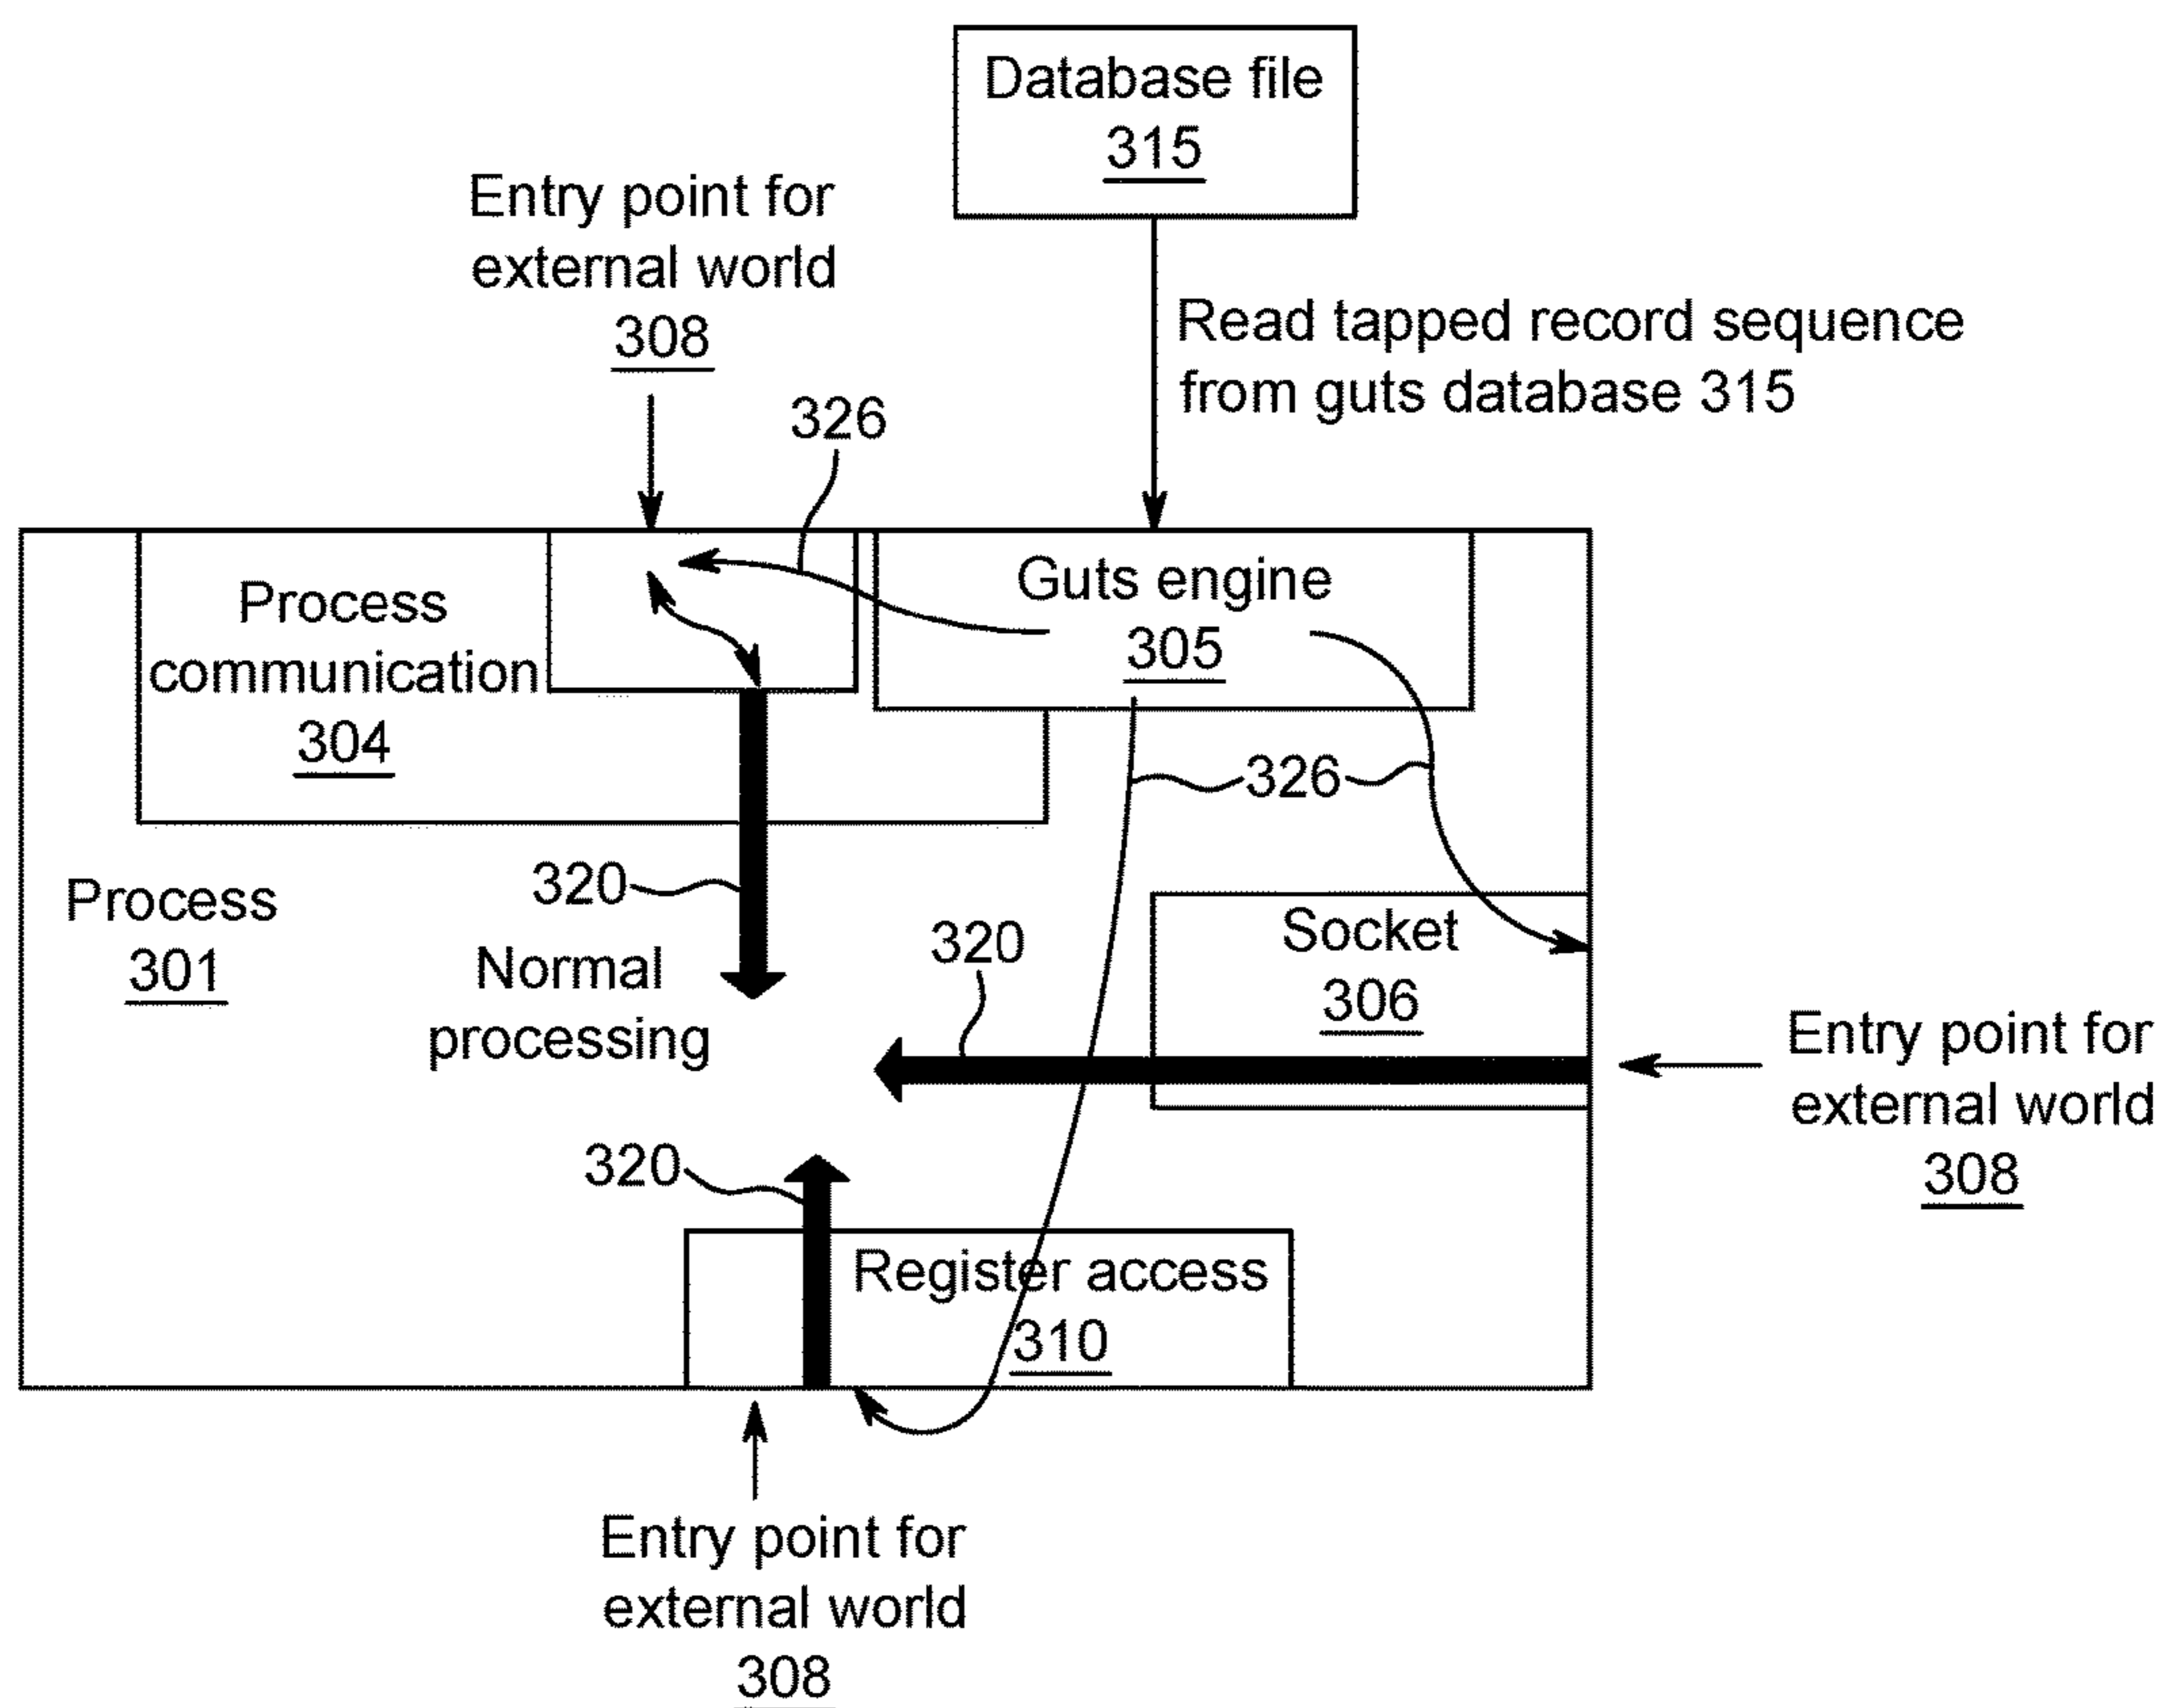 Database file
315
Entry point for
external world
308
Read tapped record sequence
from guts database 315
326
Process
communication
304
Guts engine
305
326
320
Process
301
Normal
processing
320
Socket
306
Entry point for
external world
308
320
Register access
310
Entry point for
external world
308